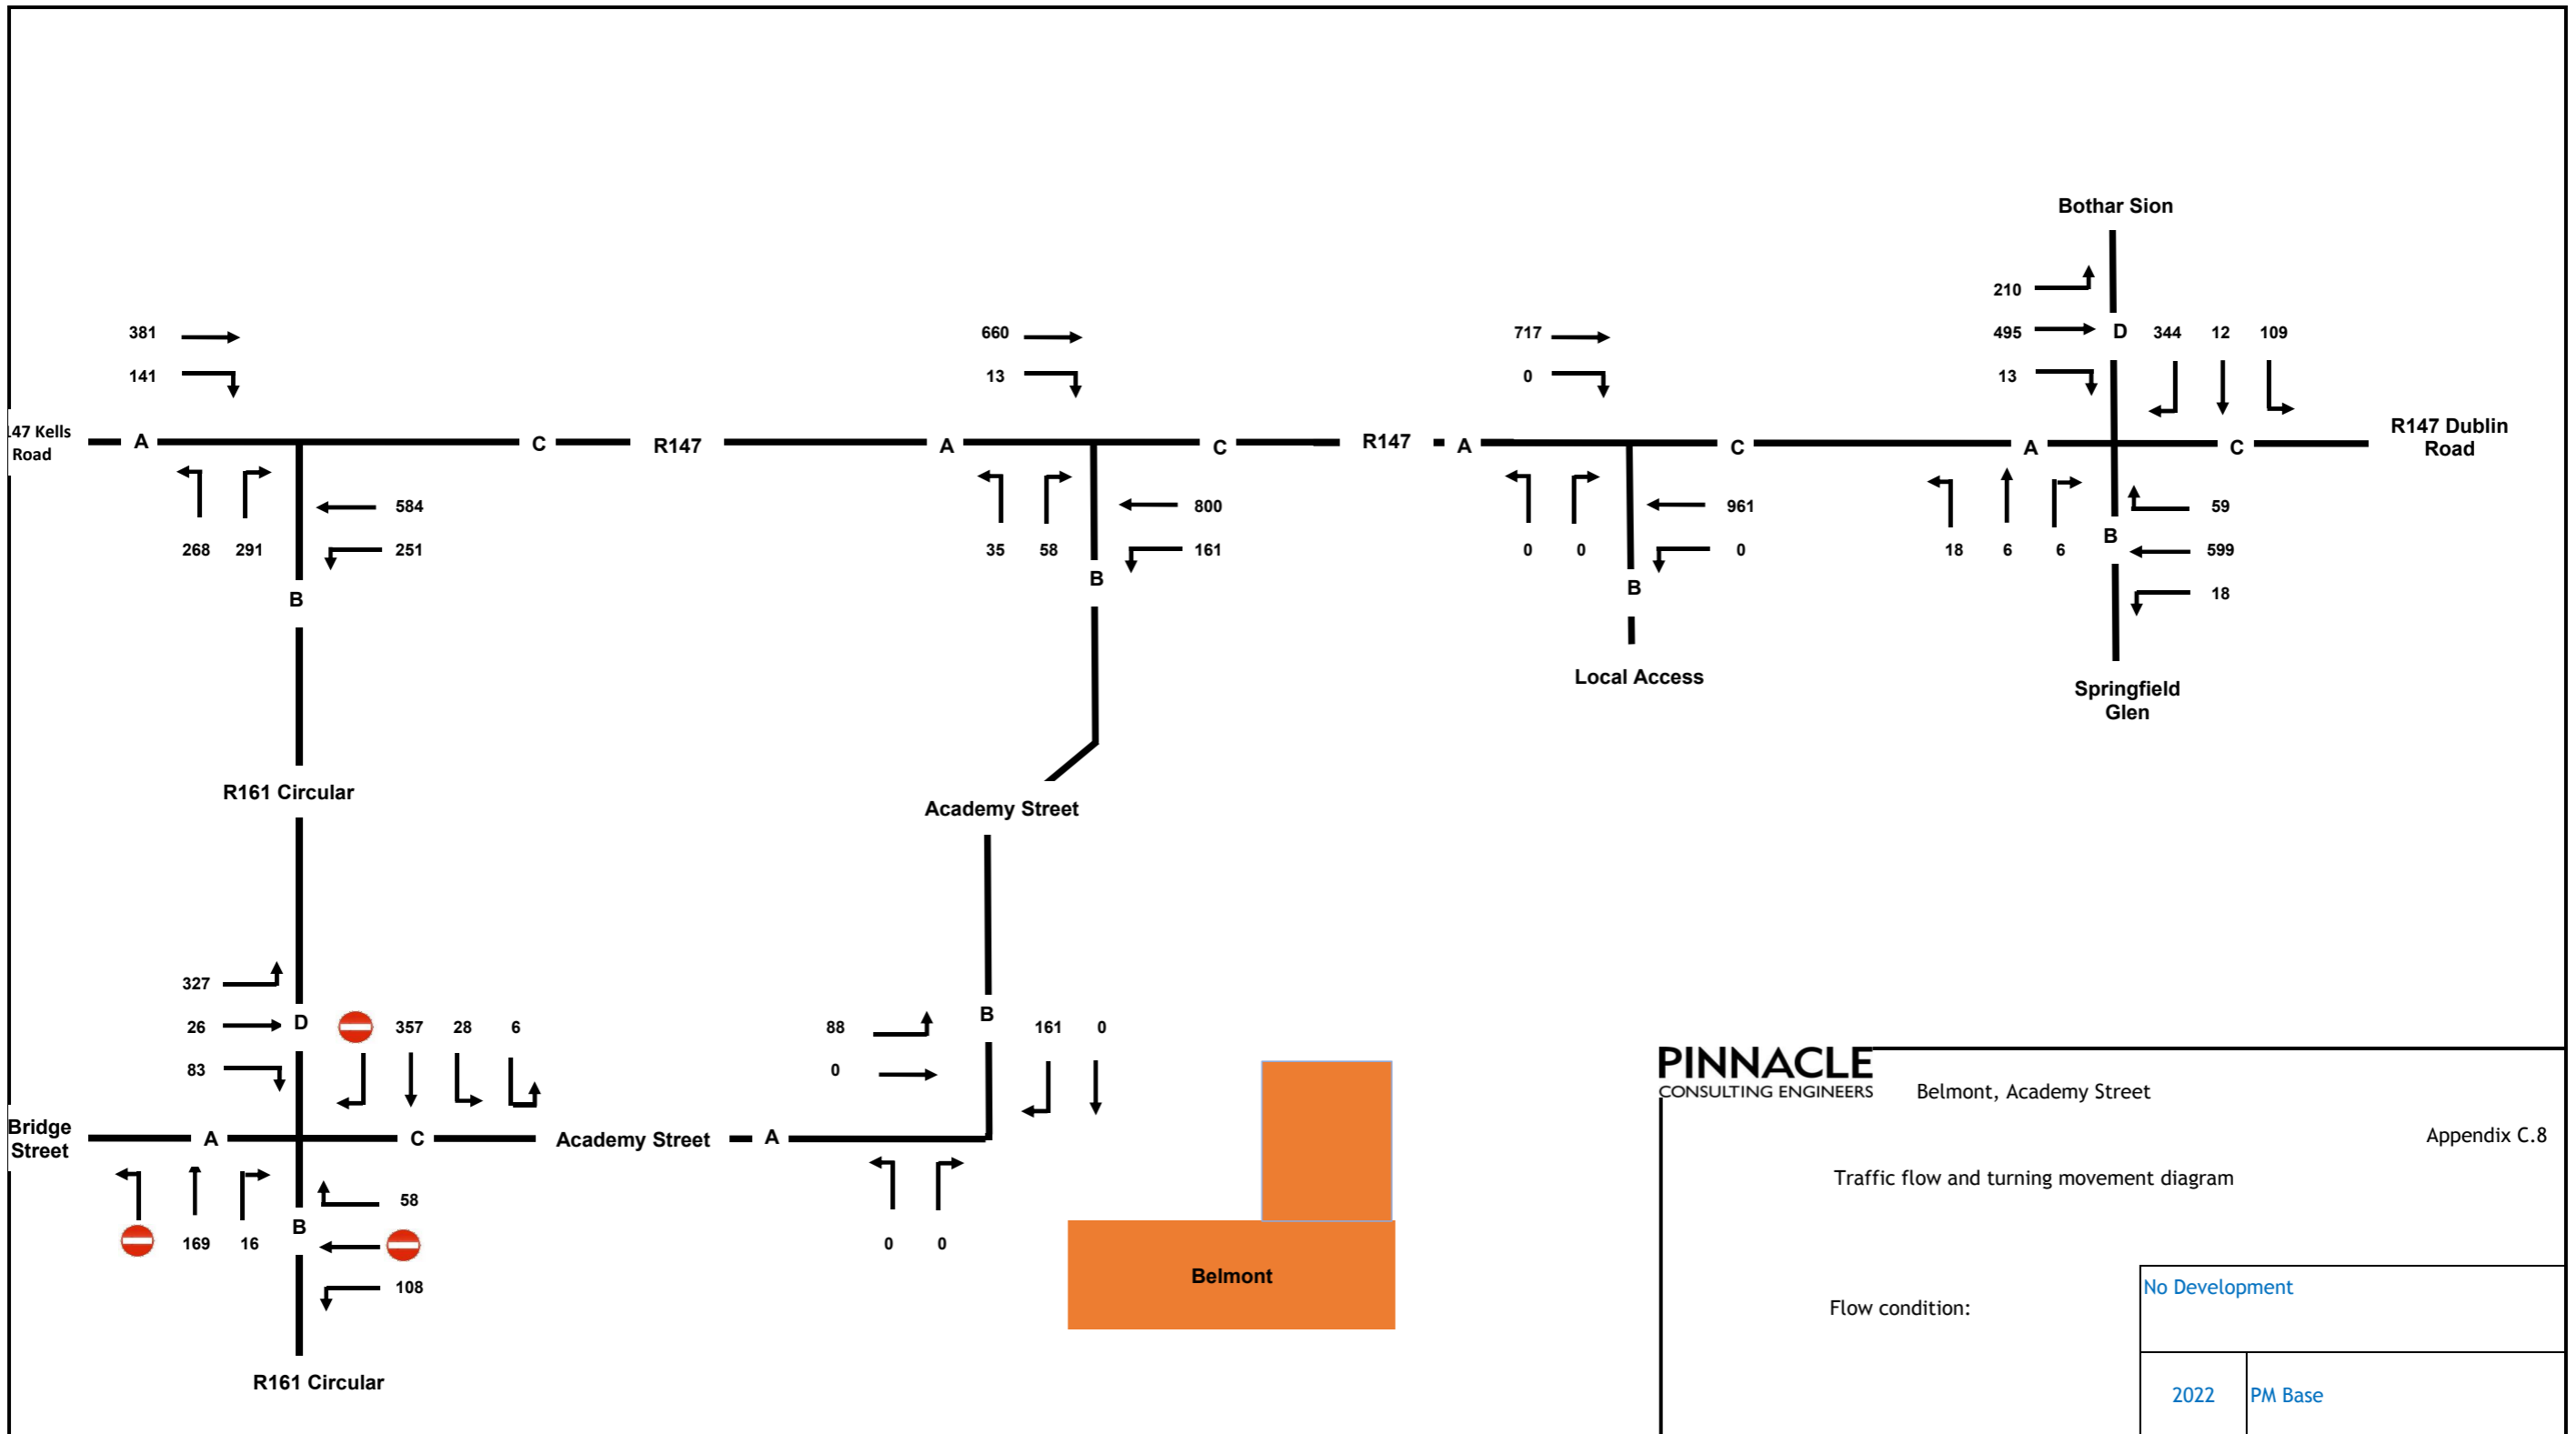 Bothar Sion
210
495
D
344 12 109
13
381
141
660
13
717
0
147 Kells
Road
A
C
R147
A
C
R147
A
C
A
C
R147 Dublin
Road
268 291
584
251
B
35 58
800
161
B
0 0
961
0
B
18 6 6
59
B
599
18
Local Access
Springfield
Glen
R161 Circular
Academy Street
327
26
D
357 28 6
83
88
0
B
161 0
Bridge
Street
A
C
Academy Street
A
169 16
58
B
108
0 0
Belmont
R161 Circular
PINNACLE
CONSULTING ENGINEERS
Belmont, Academy Street
Appendix C.8
Traffic flow and turning movement diagram
Flow condition:
No Development
2022
PM Base